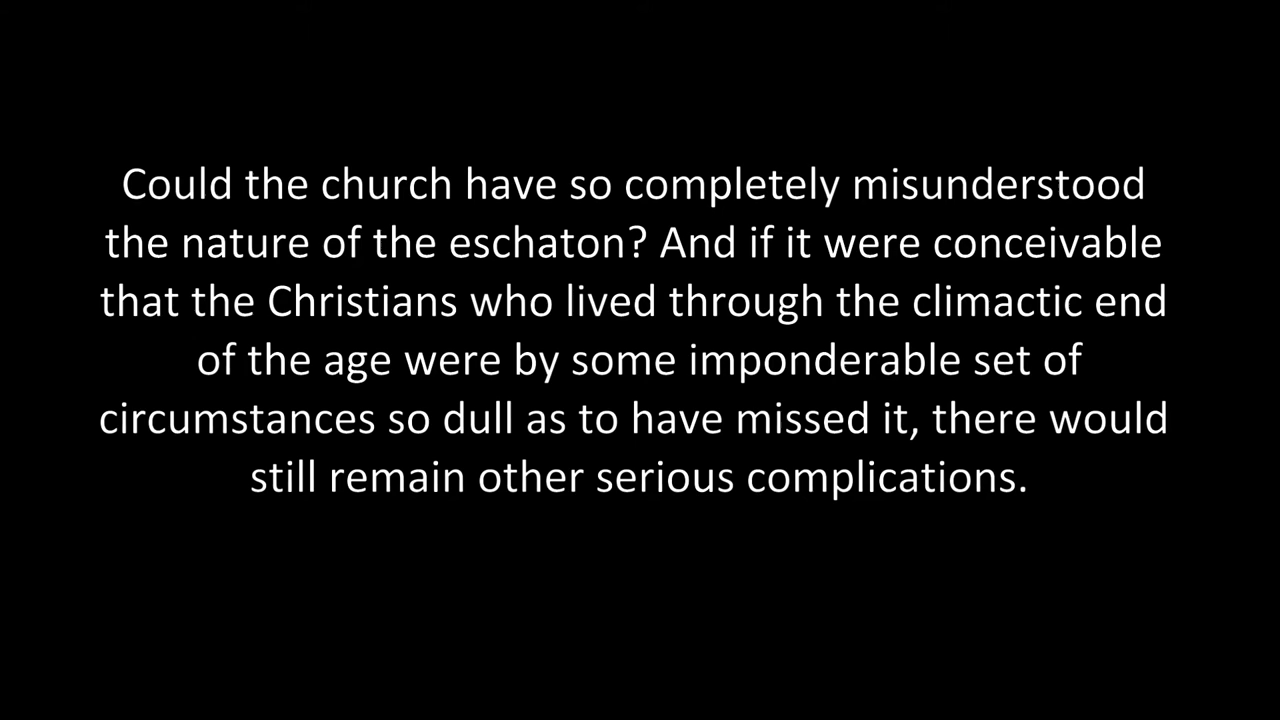 Could the church have so completely misunderstood
the nature of the eschaton? And if it were conceivable
that the Christians who lived through the climactic end
of the age were by some imponderable set of
circumstances so dull as to have missed it, there would
still remain other serious complications.